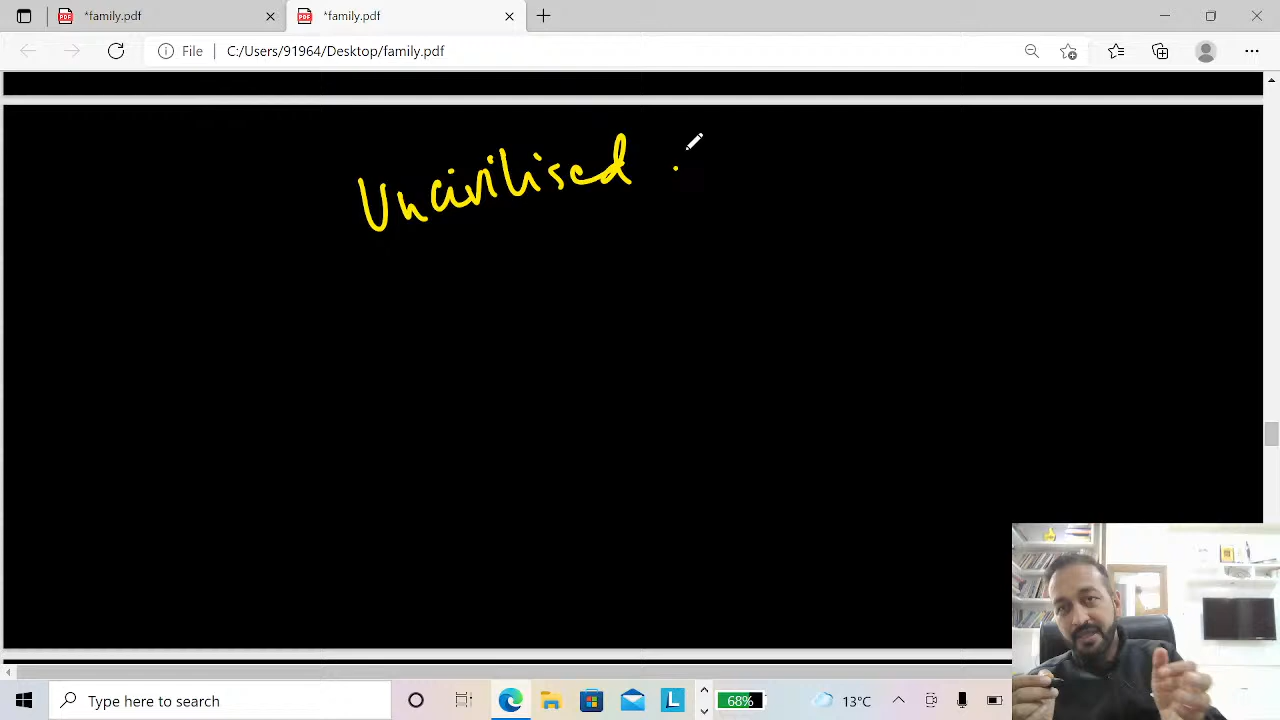 *family.pdf
*family.pdf
File
C:/Users/91964/Desktop/family.pdf
Uncivilised .
Type here to search
L
68%
13°C